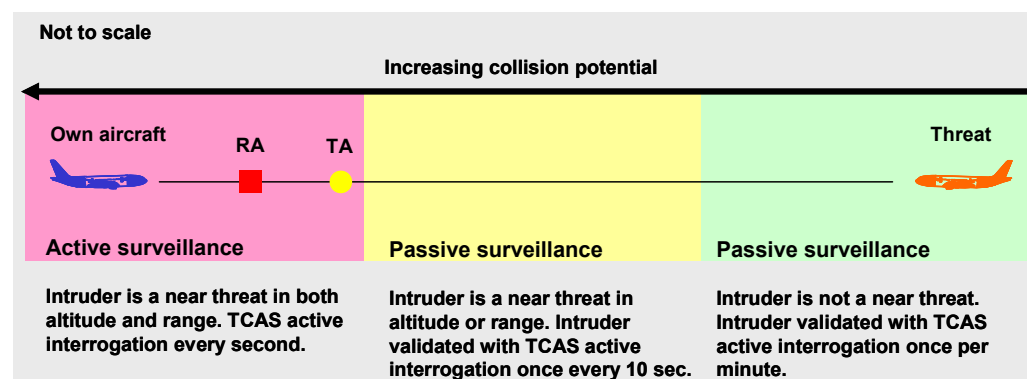 Not to scale
Increasing collision potential
Own aircraft
RA
TA
Threat
Active surveillance
Passive surveillance
Passive surveillance
Intruder is a near threat in both
altitude and range. TCAS active
interrogation every second.
Intruder is a near threat in
altitude or range. Intruder
validated with TCAS active
interrogation once every 10 sec.
Intruder is not a near threat.
Intruder validated with TCAS
active interrogation once per
minute.